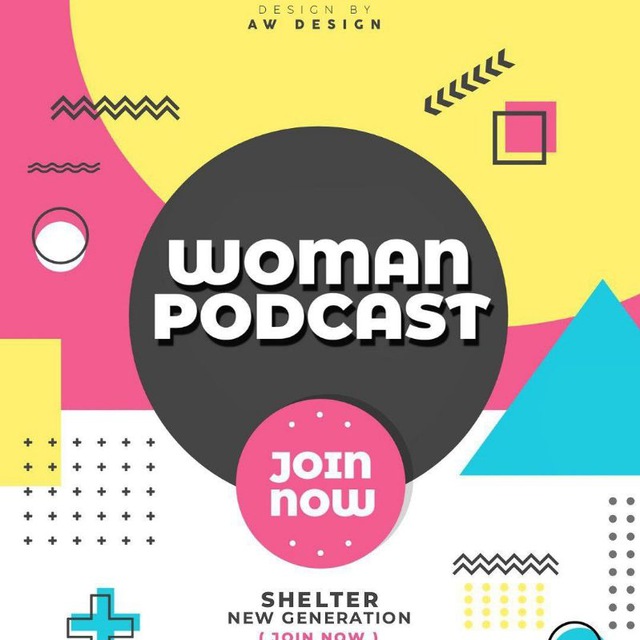 DESIGN BY
AW DESIGN
WOMAN
PODCAST
JOIN
NOW
SHELTER
NEW GENERATION
( JOIN NOW )